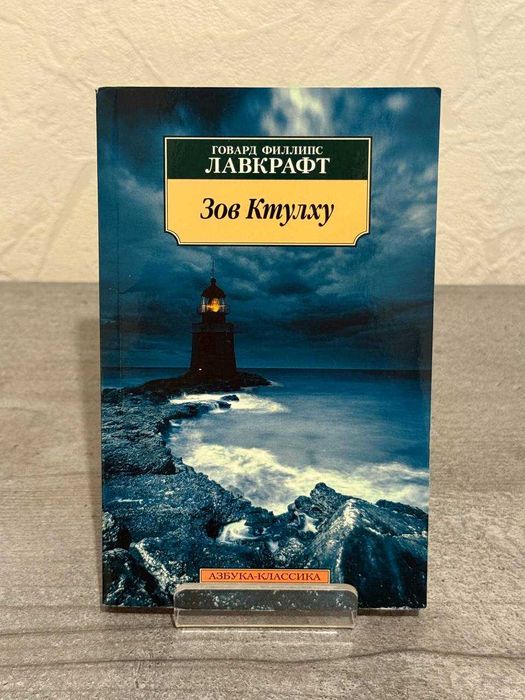 ГОВАРД ФИЛЛИПС
ЛАВКРАФТ
Зов Ктулху
АЗБУКА-КЛАССИКА